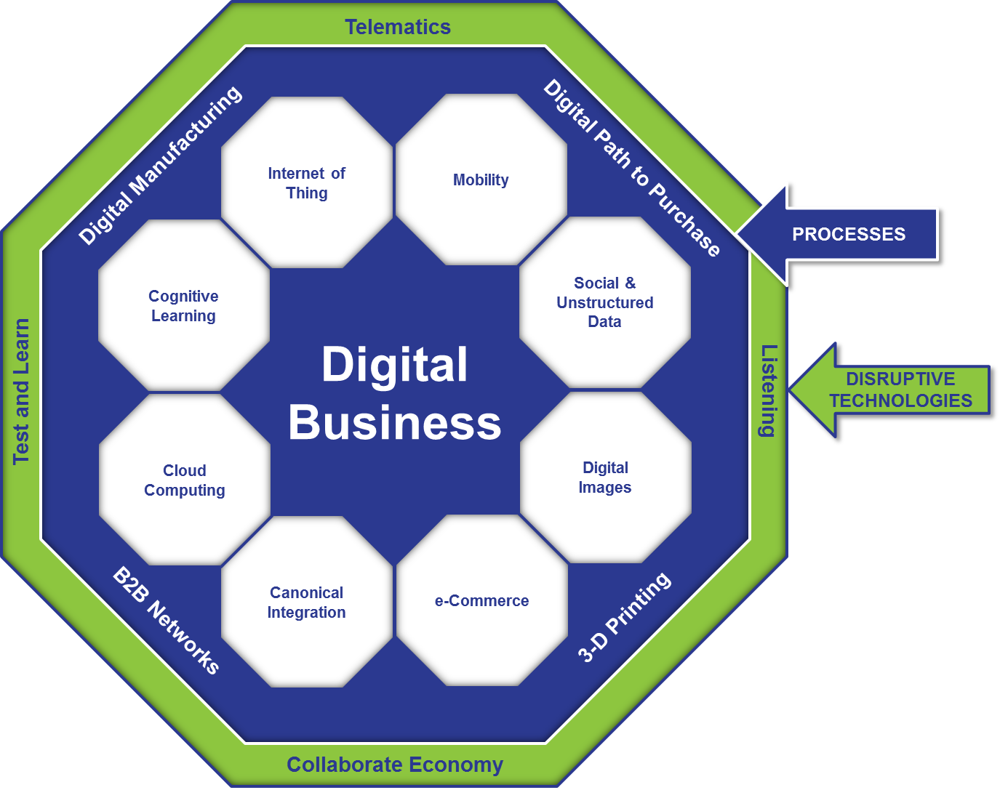 Telematics
Digital Manufacturing
Digital Path to Purchase
Internet of
Thing
Mobility
PROCESSES
Cognitive
Learning
Social &
Unstructured
Data
Test and Learn
Digital
Business
Listening
DISRUPTIVE
TECHNOLOGIES
Cloud
Computing
Digital
Images
B2B Networks
Canonical
Integration
e-Commerce
3-D Printing
Collaborate Economy